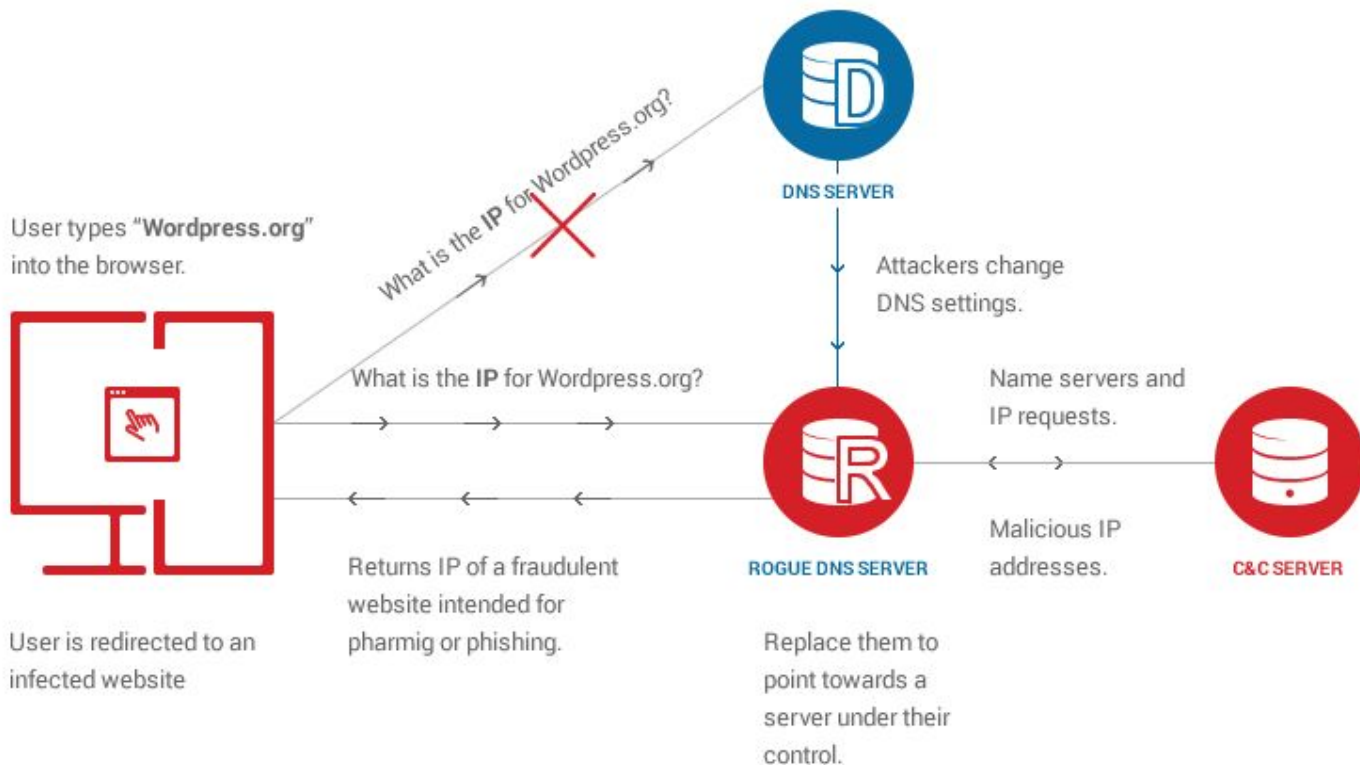 What is the IP for Wordpress.org?
D
DNS SERVER
User types “Wordpress.org”
into the browser.
Attackers change
DNS settings.
What is the IP for Wordpress.org?
Name servers and
IP requests.
R
Returns IP of a fraudulent
website intended for
pharmig or phishing.
ROGUE DNS SERVER
Malicious IP
addresses.
C&C SERVER
User is redirected to an
infected website
Replace them to
point towards a
server under their
control.